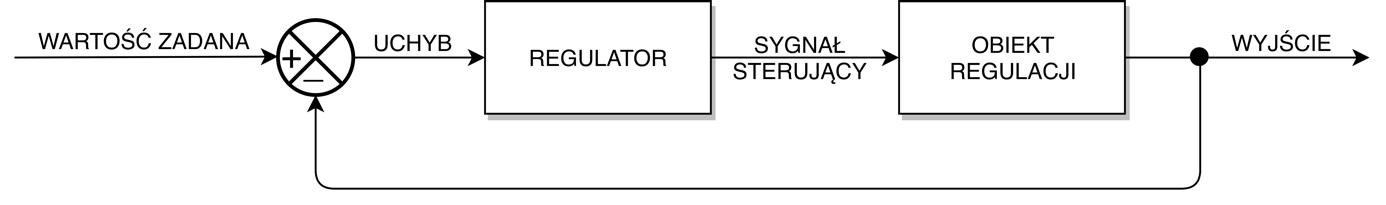 WARTOŚĆ ZADANA
+
–
UCHYB
REGULATOR
SYGNAŁ
STERUJĄCY
OBIEKT
REGULACJI
WYJŚCIE